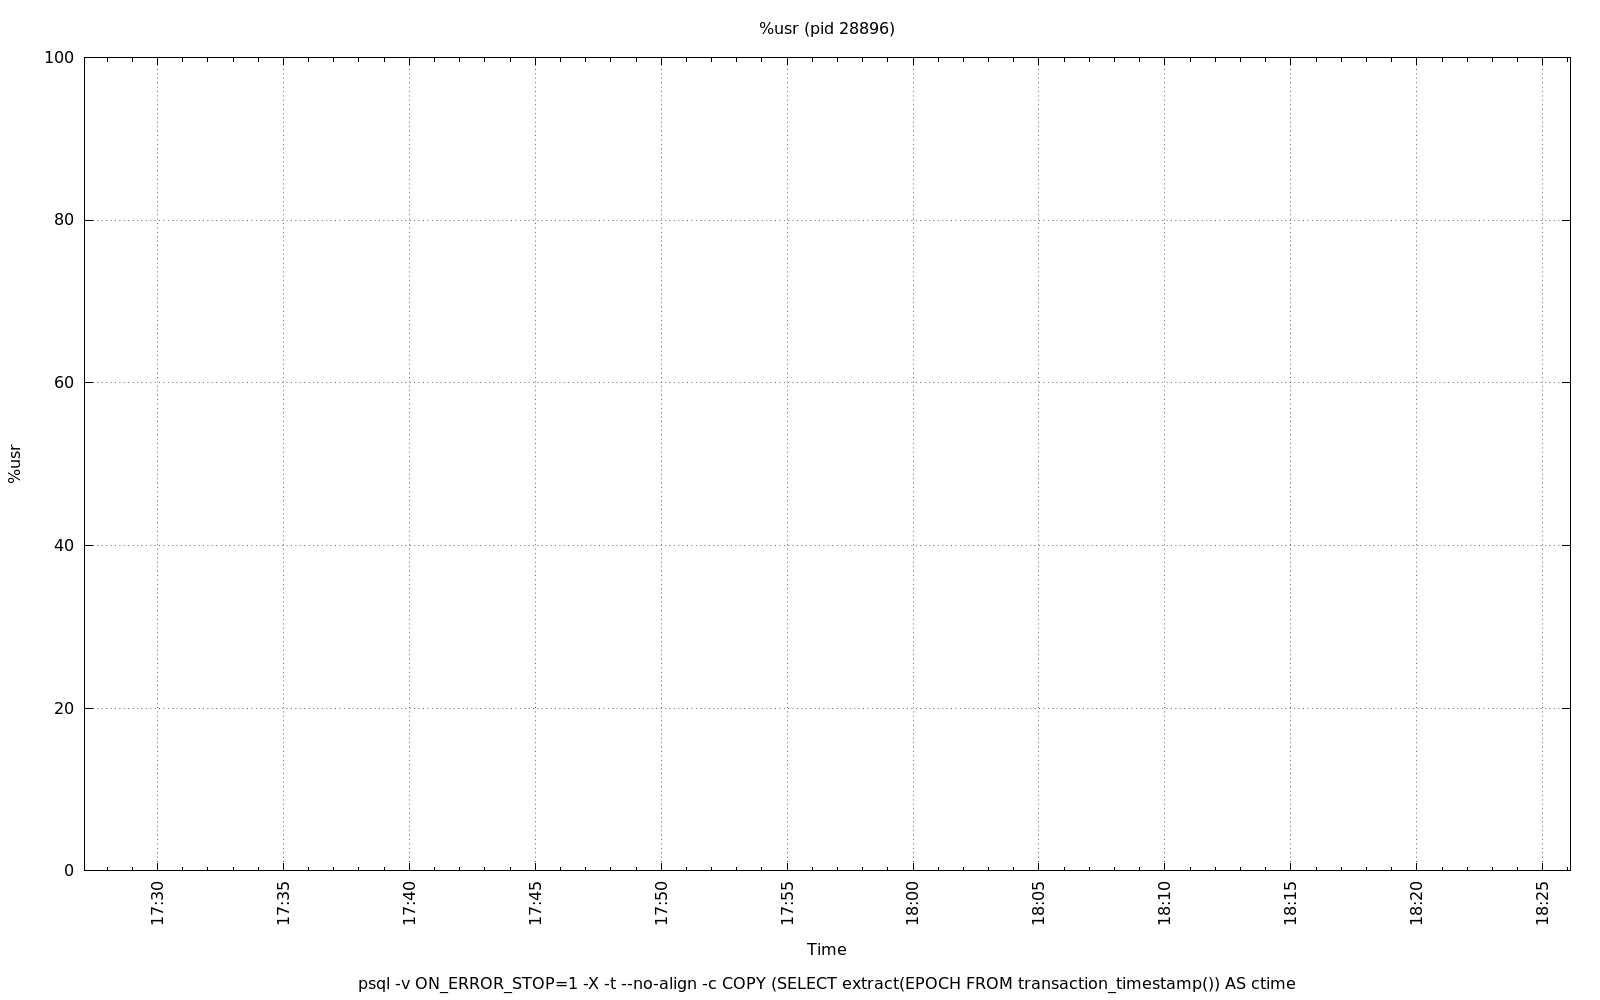 %usr (pid 28896)
100
80
60
40
20
0
%usr
17:30 17:35 17:40 17:45 17:50 17:55 18:00 18:05 18:10 18:15 18:20 18:25
Time
psql -v ON_ERROR_STOP=1 -X -t --no-align -c COPY (SELECT extract(EPOCH FROM transaction_timestamp()) AS ctime